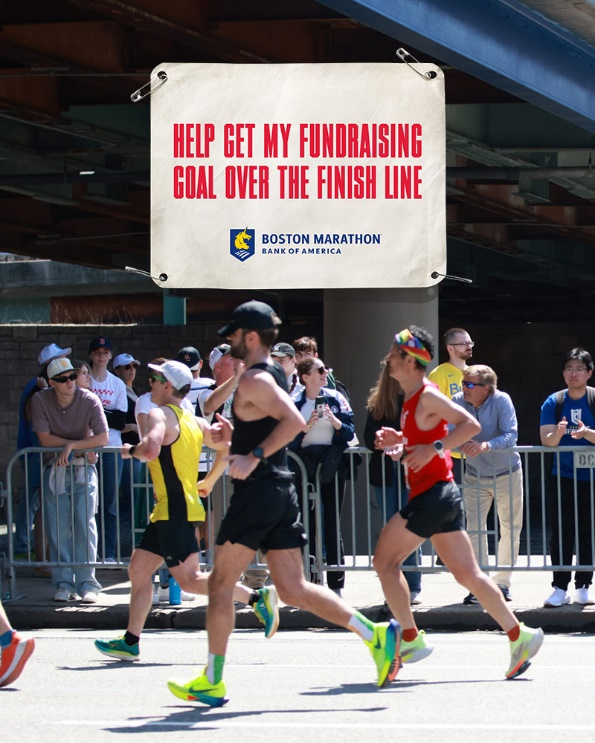 HELP GET MY FUNDRAISING
GOAL OVER THE FINISH LINE
BOSTON MARATHON
BANK OF AMERICA